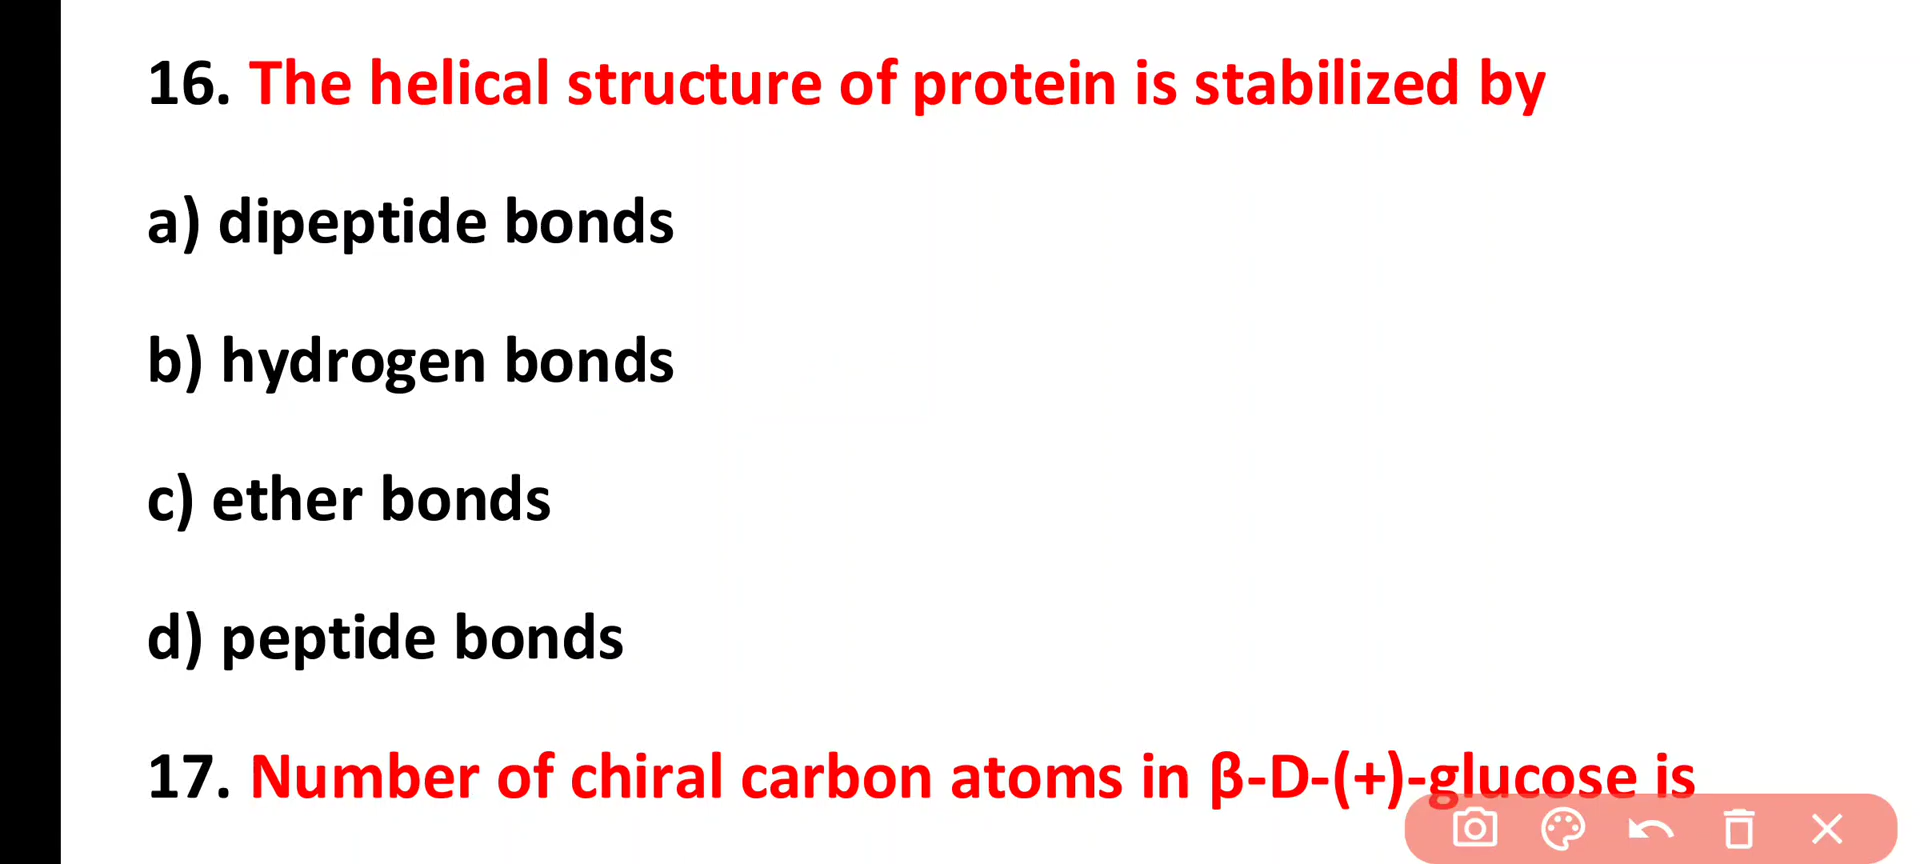 16. The helical structure of protein is stabilized by
a) dipeptide bonds
b) hydrogen bonds
c) ether bonds
d) peptide bonds
17. Number of chiral carbon atoms in β-D-(+)-glucose is